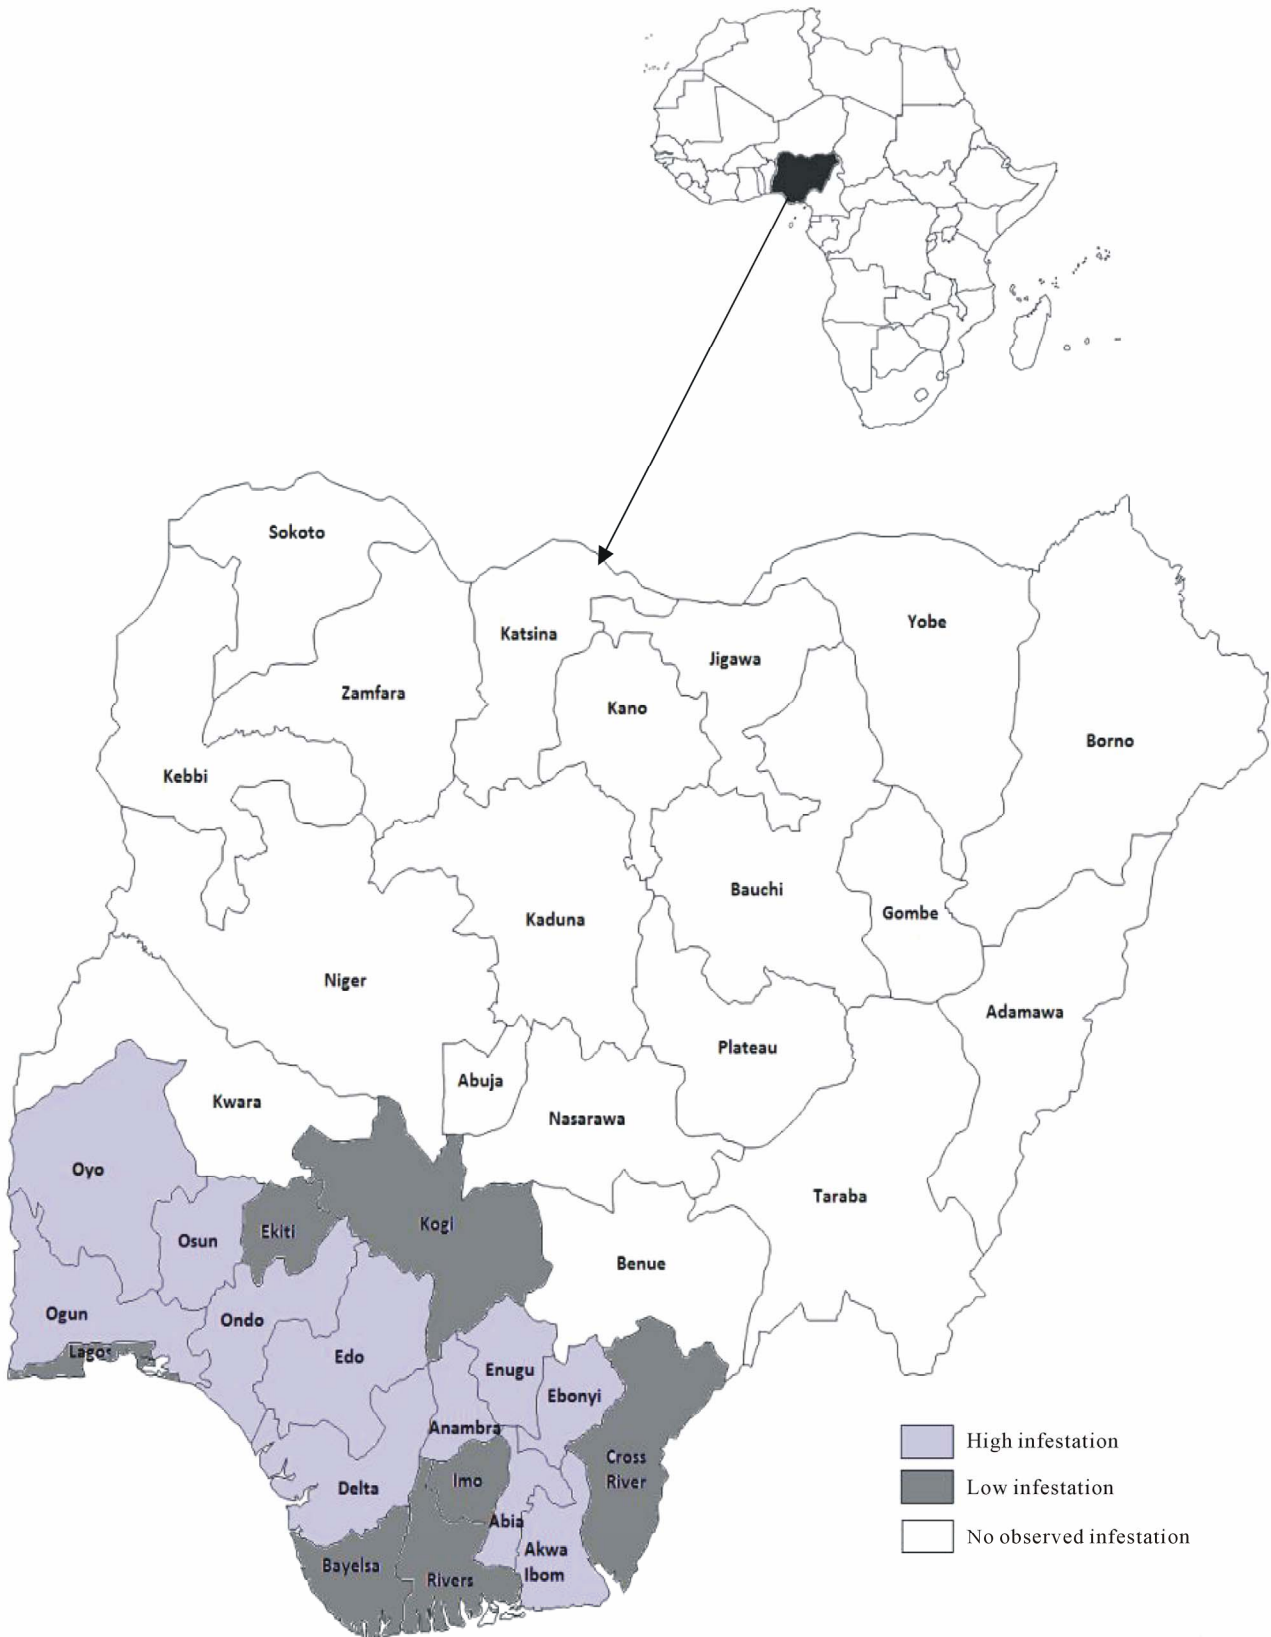 Sokoto
Yobe
Katsina
Jigawa
Zamfara
Kano
Borno
Kebbi
Bauchi
Gombe
Kaduna
Niger
Adamawa
Plateau
Abuja
Kwara
Nasarawa
Oyo
Taraba
Kogi
Ekiti
Osun
Benue
Ogun
Ondo
Lagos
Edo
Enugu
Ebonyi
Anambra
High infestation
Cross
River
Imo
Delta
Low infestation
Abia
No observed infestation
Akwa
Ibom
Bayelsa
Rivers